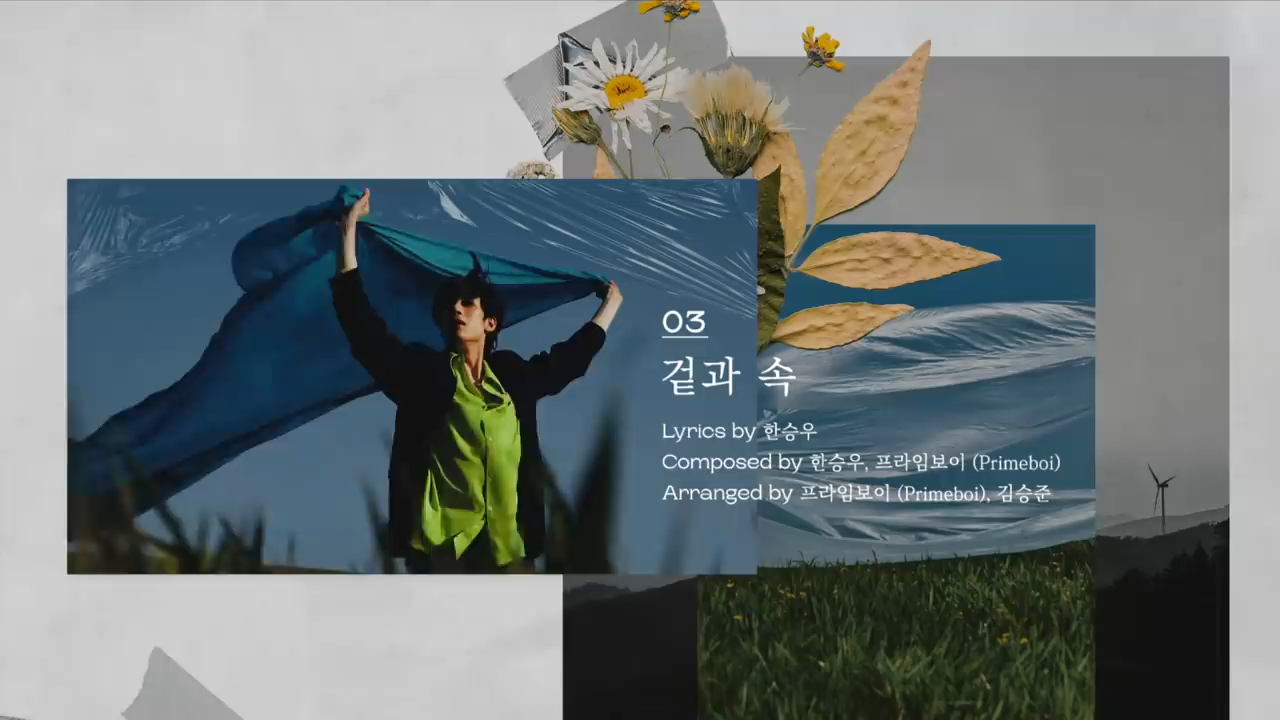 03
겉과 속
Lyrics by 한승우
Composed by 한승우, 프라임보이 (Primeboi)
Arranged by 프라임보이 (Primeboi), 김승준